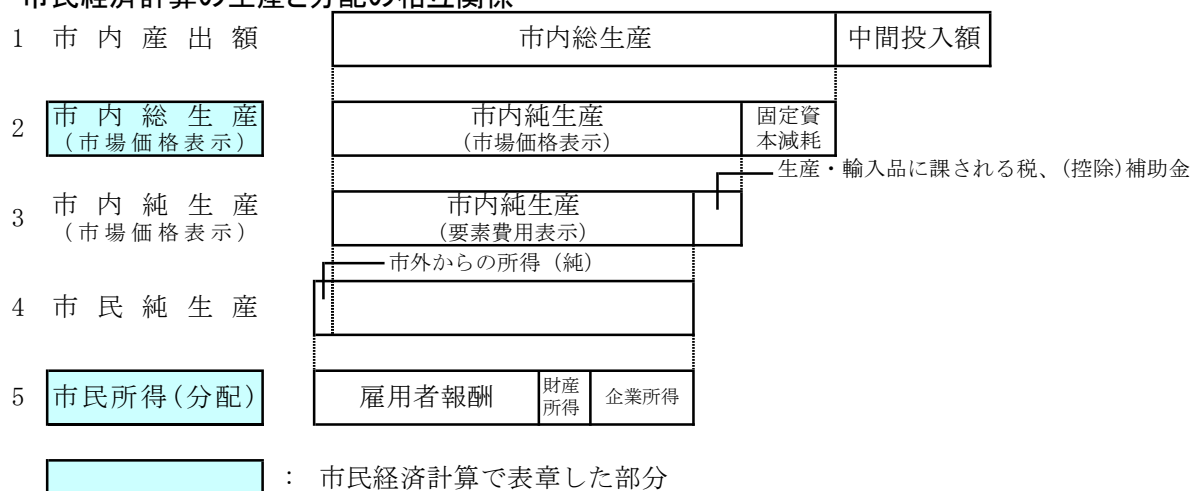 市民経済計算の生産と分配の相互関係
1 市内産出額 市内総生産 中間投入額
2 市内総生産 (市場価格表示) 市内純生産 (市場価格表示) 固定資本減耗
生産・輸入品に課される税、(控除)補助金
3 市内純生産 (市場価格表示) 市内純生産 (要素費用表示)
市外からの所得（純）
4 市民純生産
5 市民所得(分配) 雇用者報酬 財産所得 企業所得
： 市民経済計算で表章した部分